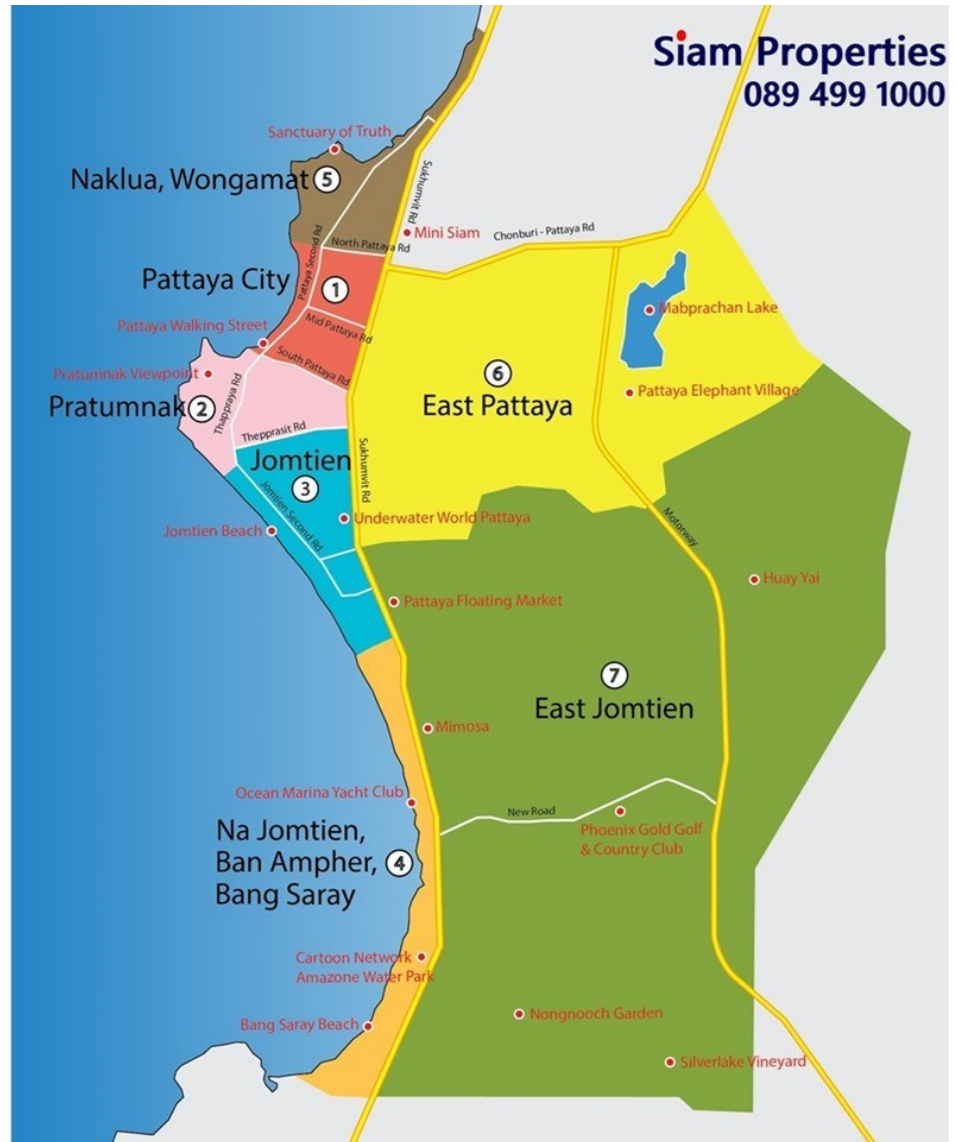 Siam Properties
089 499 1000
Sanctuary of Truth
Naklua, Wongamat 5
Sukhumvit Rd
Mini Siam
Chonburi - Pattaya Rd
North Pattaya Rd
Pattaya Second Rd
Pattaya City
1
Mabprachan Lake
Mid Pattaya Rd
Pattaya Walking Street
South Pattaya Rd
Pratumnak Viewpoint
6
East Pattaya
Pattaya Elephant Village
Pratumnak 2
Thappraya Rd
Thepprasit Rd
Jomtien
3
Sukhumvit Rd
Jomtien Second Rd
Underwater World Pattaya
Jomtien Beach
Motorway
Huay Yai
Pattaya Floating Market
7
East Jomtien
Mimosa
Ocean Marina Yacht Club
New Road
Phoenix Gold Golf
& Country Club
Na Jomtien,
Ban Ampher, 4
Bang Saray
Cartoon Network
Amazone Water Park
Bang Saray Beach
Nongnooch Garden
Silverlake Vineyard